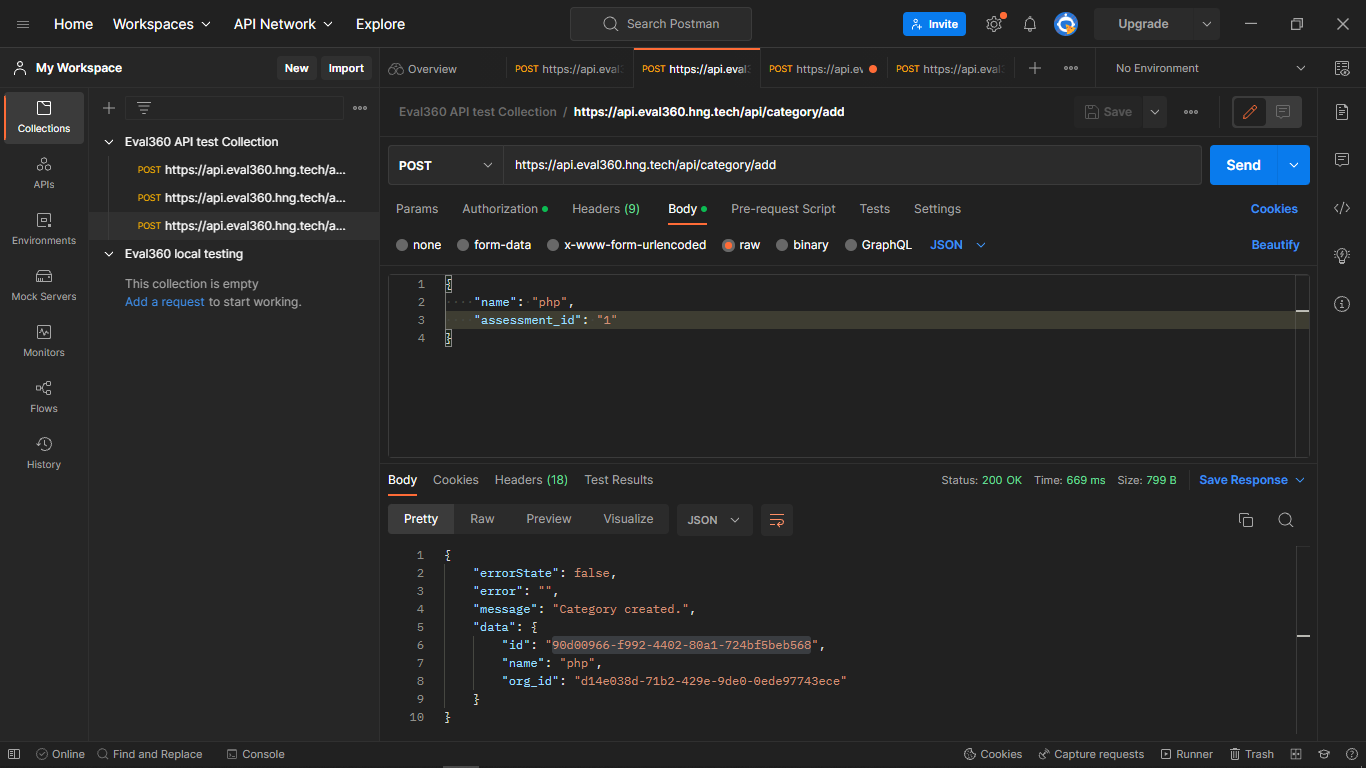 Home Workspaces API Network Explore Search Postman Invite Upgrade
My Workspace New Import Overview POST https://api.eval POST https://api.eval POST https://api.ev POST https://api.eval No Environment
Eval360 API test Collection / https://api.eval360.hng.tech/api/category/add Save
Collections
APIs
Environments
Mock Servers
Monitors
Flows
History
Eval360 API test Collection
POST https://api.eval360.hng.tech/a...
POST https://api.eval360.hng.tech/a...
POST https://api.eval360.hng.tech/a...
Eval360 local testing
This collection is empty
Add a request to start working.
POST https://api.eval360.hng.tech/api/category/add Send
Params Authorization Headers (9) Body Pre-request Script Tests Settings Cookies
none form-data x-www-form-urlencoded raw binary GraphQL JSON Beautify
1 {
2 "name": "php",
3 "assessment_id": "1"
4 }
Body Cookies Headers (18) Test Results Status: 200 OK Time: 669 ms Size: 799 B Save Response
Pretty Raw Preview Visualize JSON
1 {
2 "errorState": false,
3 "error": "",
4 "message": "Category created.",
5 "data": {
6 "id": "90d00966-f992-4402-80a1-724bf5beb568",
7 "name": "php",
8 "org_id": "d14e038d-71b2-429e-9de0-0ede97743ece"
9 }
10 }
Online Find and Replace Console Cookies Capture requests Runner Trash